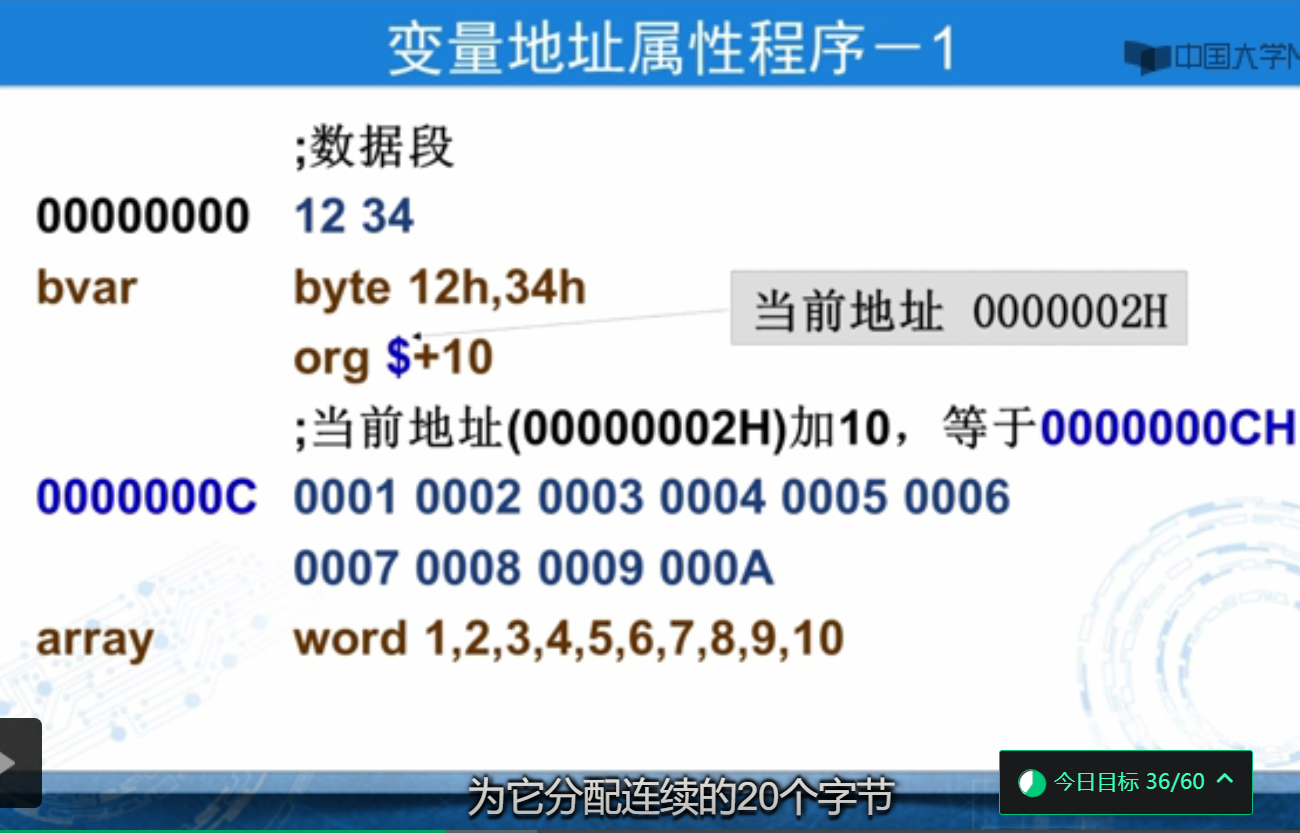 变量地址属性程序－1
中国大学M
;数据段
00000000 12 34
bvar byte 12h,34h
当前地址 0000002H
org $+10
;当前地址(00000002H)加10，等于0000000CH
0000000C 0001 0002 0003 0004 0005 0006
0007 0008 0009 000A
array word 1,2,3,4,5,6,7,8,9,10
为它分配连续的20个字节
今日目标 36/60